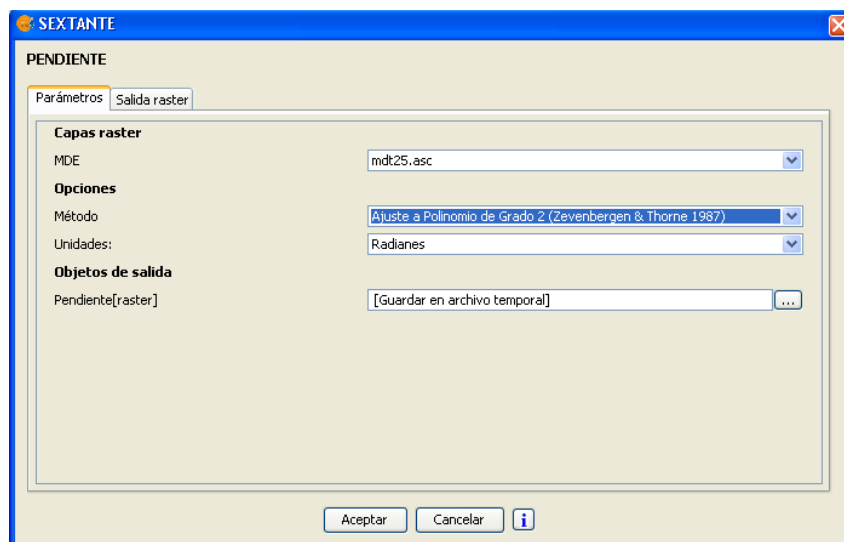 SEXTANTE
PENDIENTE
Parámetros Salida raster
Capas raster
MDE mdt25.asc
Opciones
Método Ajuste a Polinomio de Grado 2 (Zevenbergen & Thorne 1987)
Unidades: Radianes
Objetos de salida
Pendiente[raster] [Guardar en archivo temporal] ...
Aceptar Cancelar i